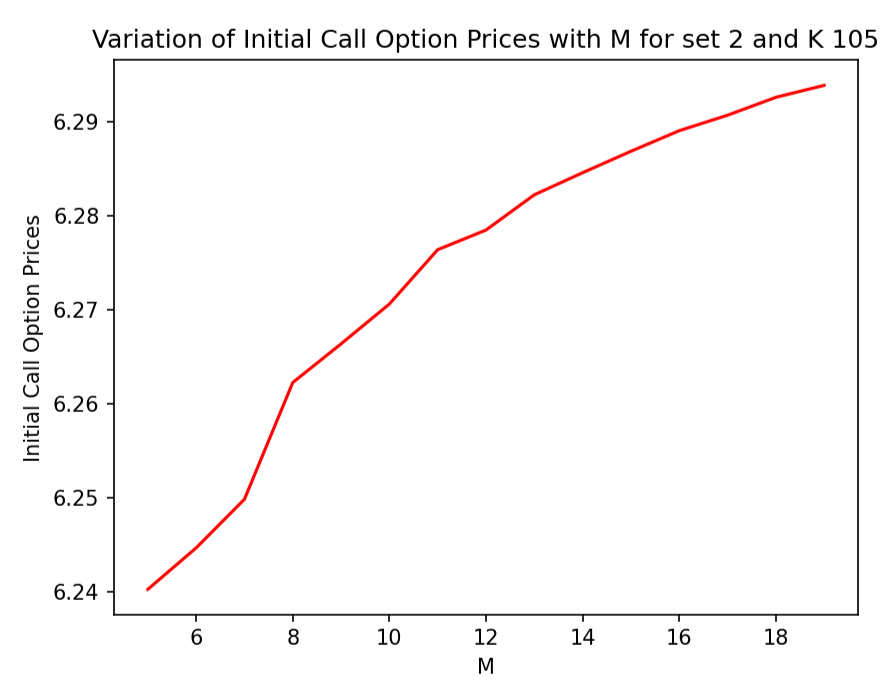 Variation of Initial Call Option Prices with M for set 2 and K 105
Initial Call Option Prices
6.29
6.28
6.27
6.26
6.25
6.24
6 8 10 12 14 16 18
M